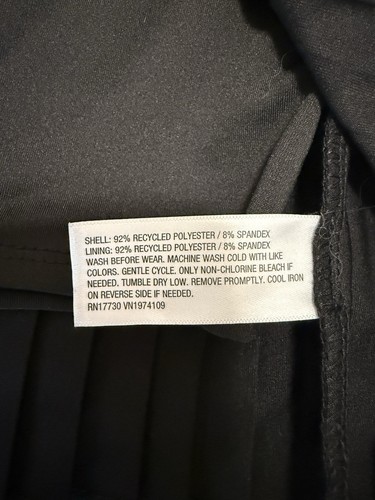 SHELL: 92% RECYCLED POLYESTER / 8% SPANDEX
LINING: 92% RECYCLED POLYESTER / 8% SPANDEX
WASH BEFORE WEAR. MACHINE WASH COLD WITH LIKE
COLORS. GENTLE CYCLE. ONLY NON-CHLORINE BLEACH IF
NEEDED. TUMBLE DRY LOW. REMOVE PROMPTLY. COOL IRON
ON REVERSE SIDE IF NEEDED.
RN17730 VN1974109